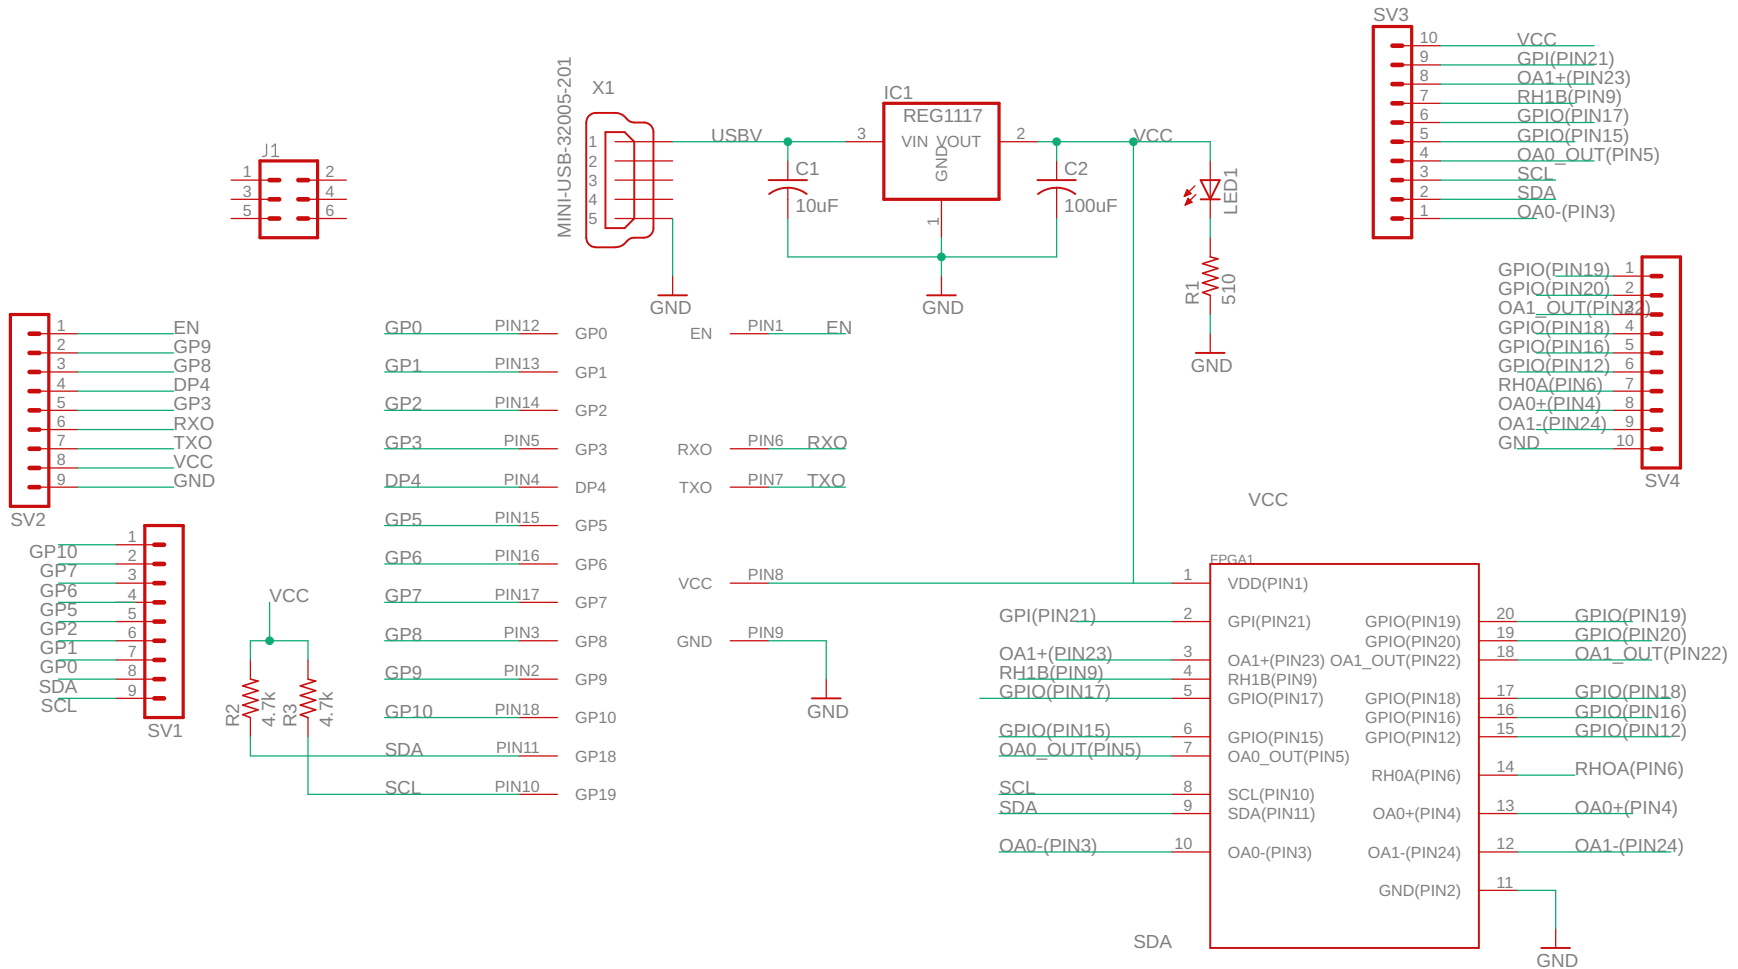 SV3
10 VCC
9 GPI(PIN21)
8 OA1+(PIN23)
7 RH1B(PIN9)
6 GPIO(PIN17)
5 GPIO(PIN15)
4 OA0_OUT(PIN5)
3 SCL
2 SDA
1 OA0-(PIN3)
MINI-USB-32005-201
X1
1
2
3
4
5
USBV
GND
C1
10uF
IC1
REG1117
3 VIN VOUT 2
GND
1
GND
C2
100uF
VCC
LED1
R1
510
GND
J1
1 2
3 4
5 6
GPIO(PIN19) 1
GPIO(PIN20) 2
OA1_OUT(PIN22) 3
GPIO(PIN18) 4
GPIO(PIN16) 5
GPIO(PIN12) 6
RH0A(PIN6) 7
OA0+(PIN4) 8
OA1-(PIN24) 9
GND 10
SV4
1 EN
2 GP9
3 GP8
4 DP4
5 GP3
6 RXO
7 TXO
8 VCC
9 GND
SV2
1
GP10 2
GP7 3
GP6 4
GP5 5
GP2 6
GP1 7
GP0 8
SDA 9
SCL
SV1
VCC
R2
4.7k
R3
4.7k
GP0 PIN12 GP0
GP1 PIN13 GP1
GP2 PIN14 GP2
GP3 PIN5 GP3
DP4 PIN4 DP4
GP5 PIN15 GP5
GP6 PIN16 GP6
GP7 PIN17 GP7
GP8 PIN3 GP8
GP9 PIN2 GP9
GP10 PIN18 GP10
SDA PIN11 GP18
SCL PIN10 GP19
EN PIN1 EN
RXO PIN6 RXO
TXO PIN7 TXO
VCC PIN8
GND PIN9
GND
VCC
FPGA1
1 VDD(PIN1)
GPI(PIN21) 2 GPI(PIN21)
OA1+(PIN23) 3 OA1+(PIN23)
RH1B(PIN9) 4 RH1B(PIN9)
GPIO(PIN17) 5 GPIO(PIN17)
GPIO(PIN15) 6 GPIO(PIN15)
OA0_OUT(PIN5) 7 OA0_OUT(PIN5)
SCL 8 SCL(PIN10)
SDA 9 SDA(PIN11)
OA0-(PIN3) 10 OA0-(PIN3)
GPIO(PIN19) 20 GPIO(PIN19)
GPIO(PIN20) 19 GPIO(PIN20)
OA1_OUT(PIN22) 18 OA1_OUT(PIN22)
GPIO(PIN18) 17 GPIO(PIN18)
GPIO(PIN16) 16 GPIO(PIN16)
GPIO(PIN12) 15 GPIO(PIN12)
RH0A(PIN6) 14 RHOA(PIN6)
OA0+(PIN4) 13 OA0+(PIN4)
OA1-(PIN24) 12 OA1-(PIN24)
GND(PIN2) 11
SDA
GND